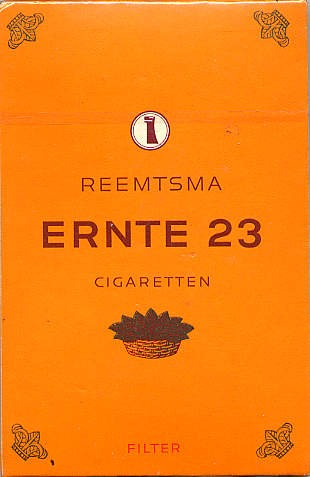 REEMTSMA
ERNTE 23
CIGARETTEN
FILTER